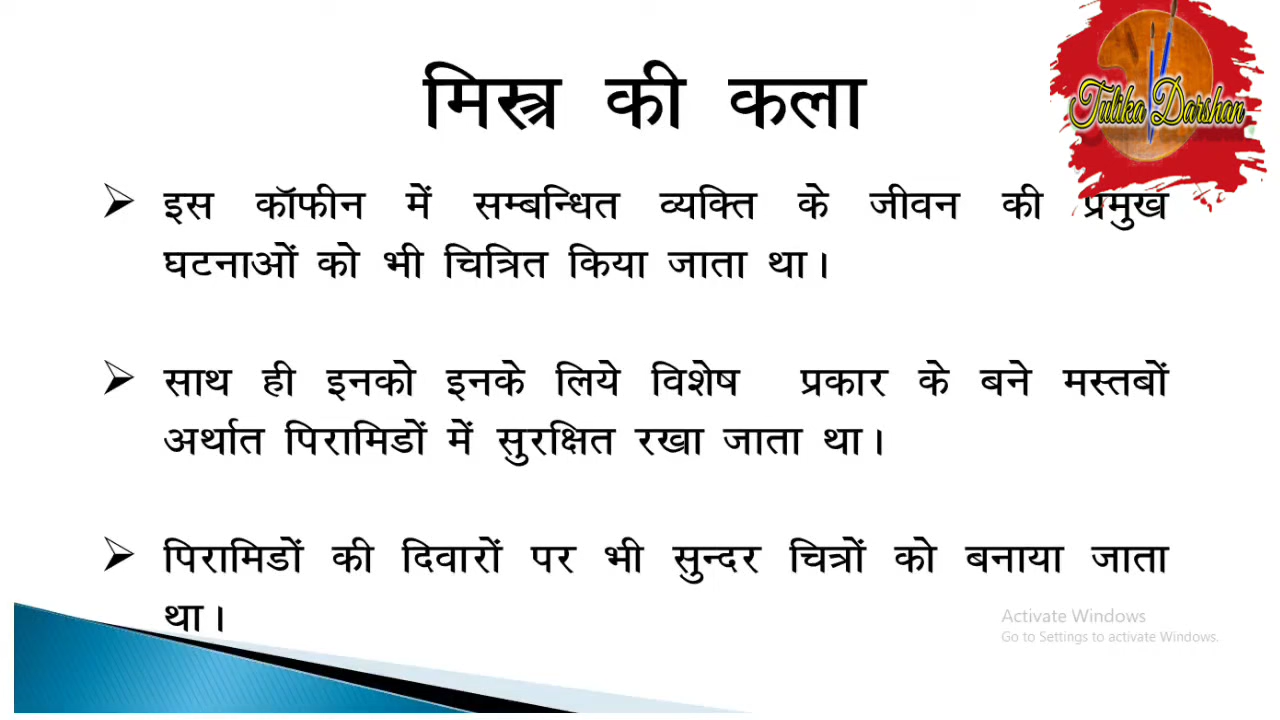 मिस्त्र की कला
Tulika Darshan
➢ इस कॉफीन में सम्बन्धित व्यक्ति के जीवन की प्रमुख
घटनाओं को भी चित्रित किया जाता था।
➢ साथ ही इनको इनके लिये विशेष प्रकार के बने मस्तबों
अर्थात पिरामिडों में सुरक्षित रखा जाता था।
➢ पिरामिडों की दिवारों पर भी सुन्दर चित्रों को बनाया जाता
था।
Activate Windows
Go to Settings to activate Windows.